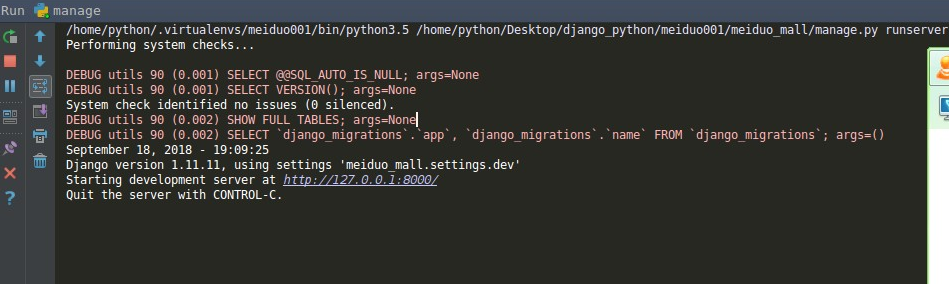 Run manage
/home/python/.virtualenvs/meiduo001/bin/python3.5 /home/python/Desktop/django_python/meiduo001/meiduo_mall/manage.py runserver
Performing system checks...
DEBUG utils 90 (0.001) SELECT @@SQL_AUTO_IS_NULL; args=None
DEBUG utils 90 (0.001) SELECT VERSION(); args=None
System check identified no issues (0 silenced).
DEBUG utils 90 (0.002) SHOW FULL TABLES; args=None
DEBUG utils 90 (0.002) SELECT `django_migrations`.`app`, `django_migrations`.`name` FROM `django_migrations`; args=()
September 18, 2018 - 19:09:25
Django version 1.11.11, using settings 'meiduo_mall.settings.dev'
Starting development server at http://127.0.0.1:8000/
Quit the server with CONTROL-C.